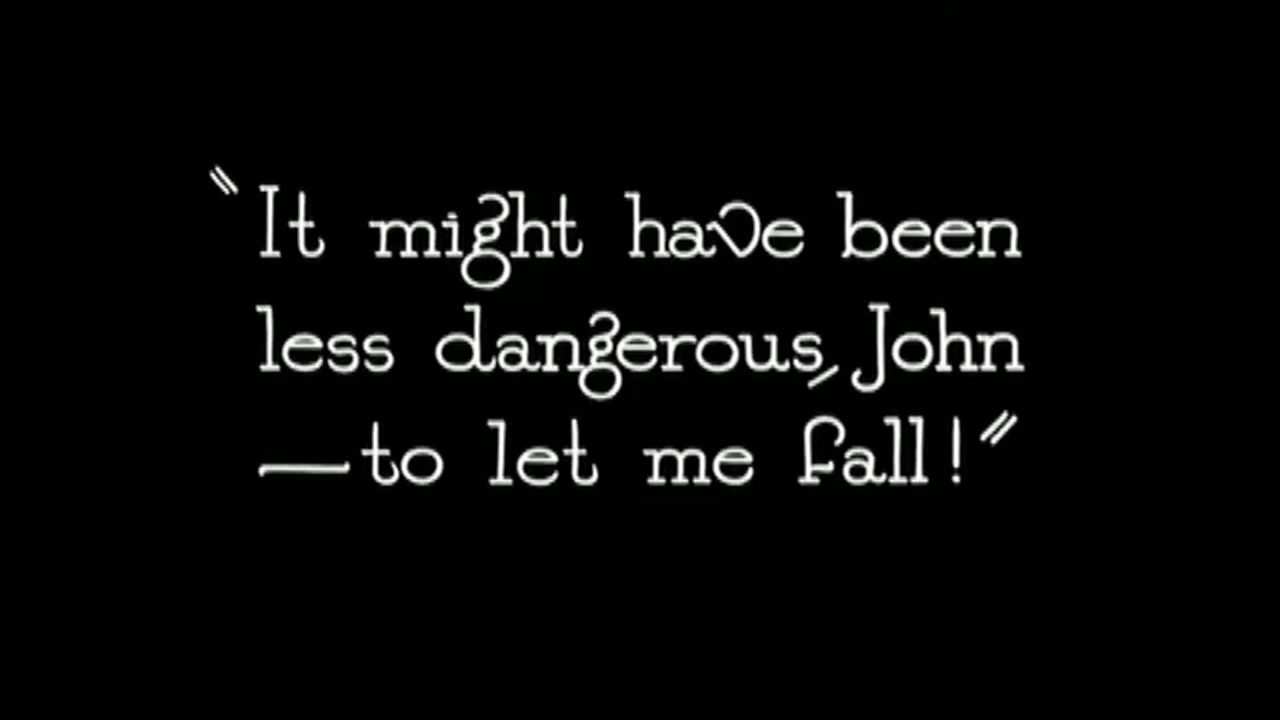 "It might have been
less dangerous, John
—to let me fall!"